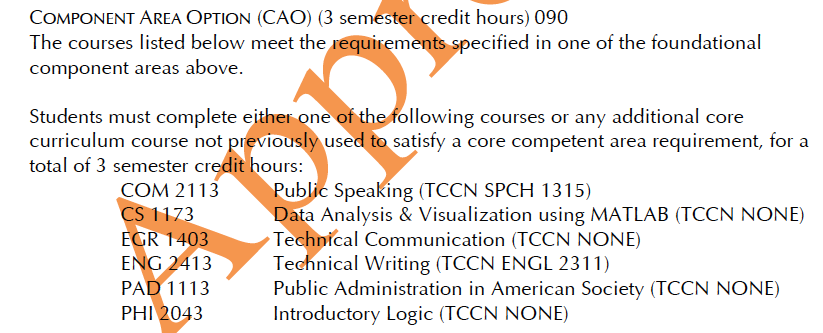 COMPONENT AREA OPTION (CAO) (3 semester credit hours) 090
The courses listed below meet the requirements specified in one of the foundational
component areas above.
Students must complete either one of the following courses or any additional core
curriculum course not previously used to satisfy a core competent area requirement, for a
total of 3 semester credit hours:
COM 2113 Public Speaking (TCCN SPCH 1315)
CS 1173 Data Analysis & Visualization using MATLAB (TCCN NONE)
EGR 1403 Technical Communication (TCCN NONE)
ENG 2413 Technical Writing (TCCN ENGL 2311)
PAD 1113 Public Administration in American Society (TCCN NONE)
PHI 2043 Introductory Logic (TCCN NONE)
Appro